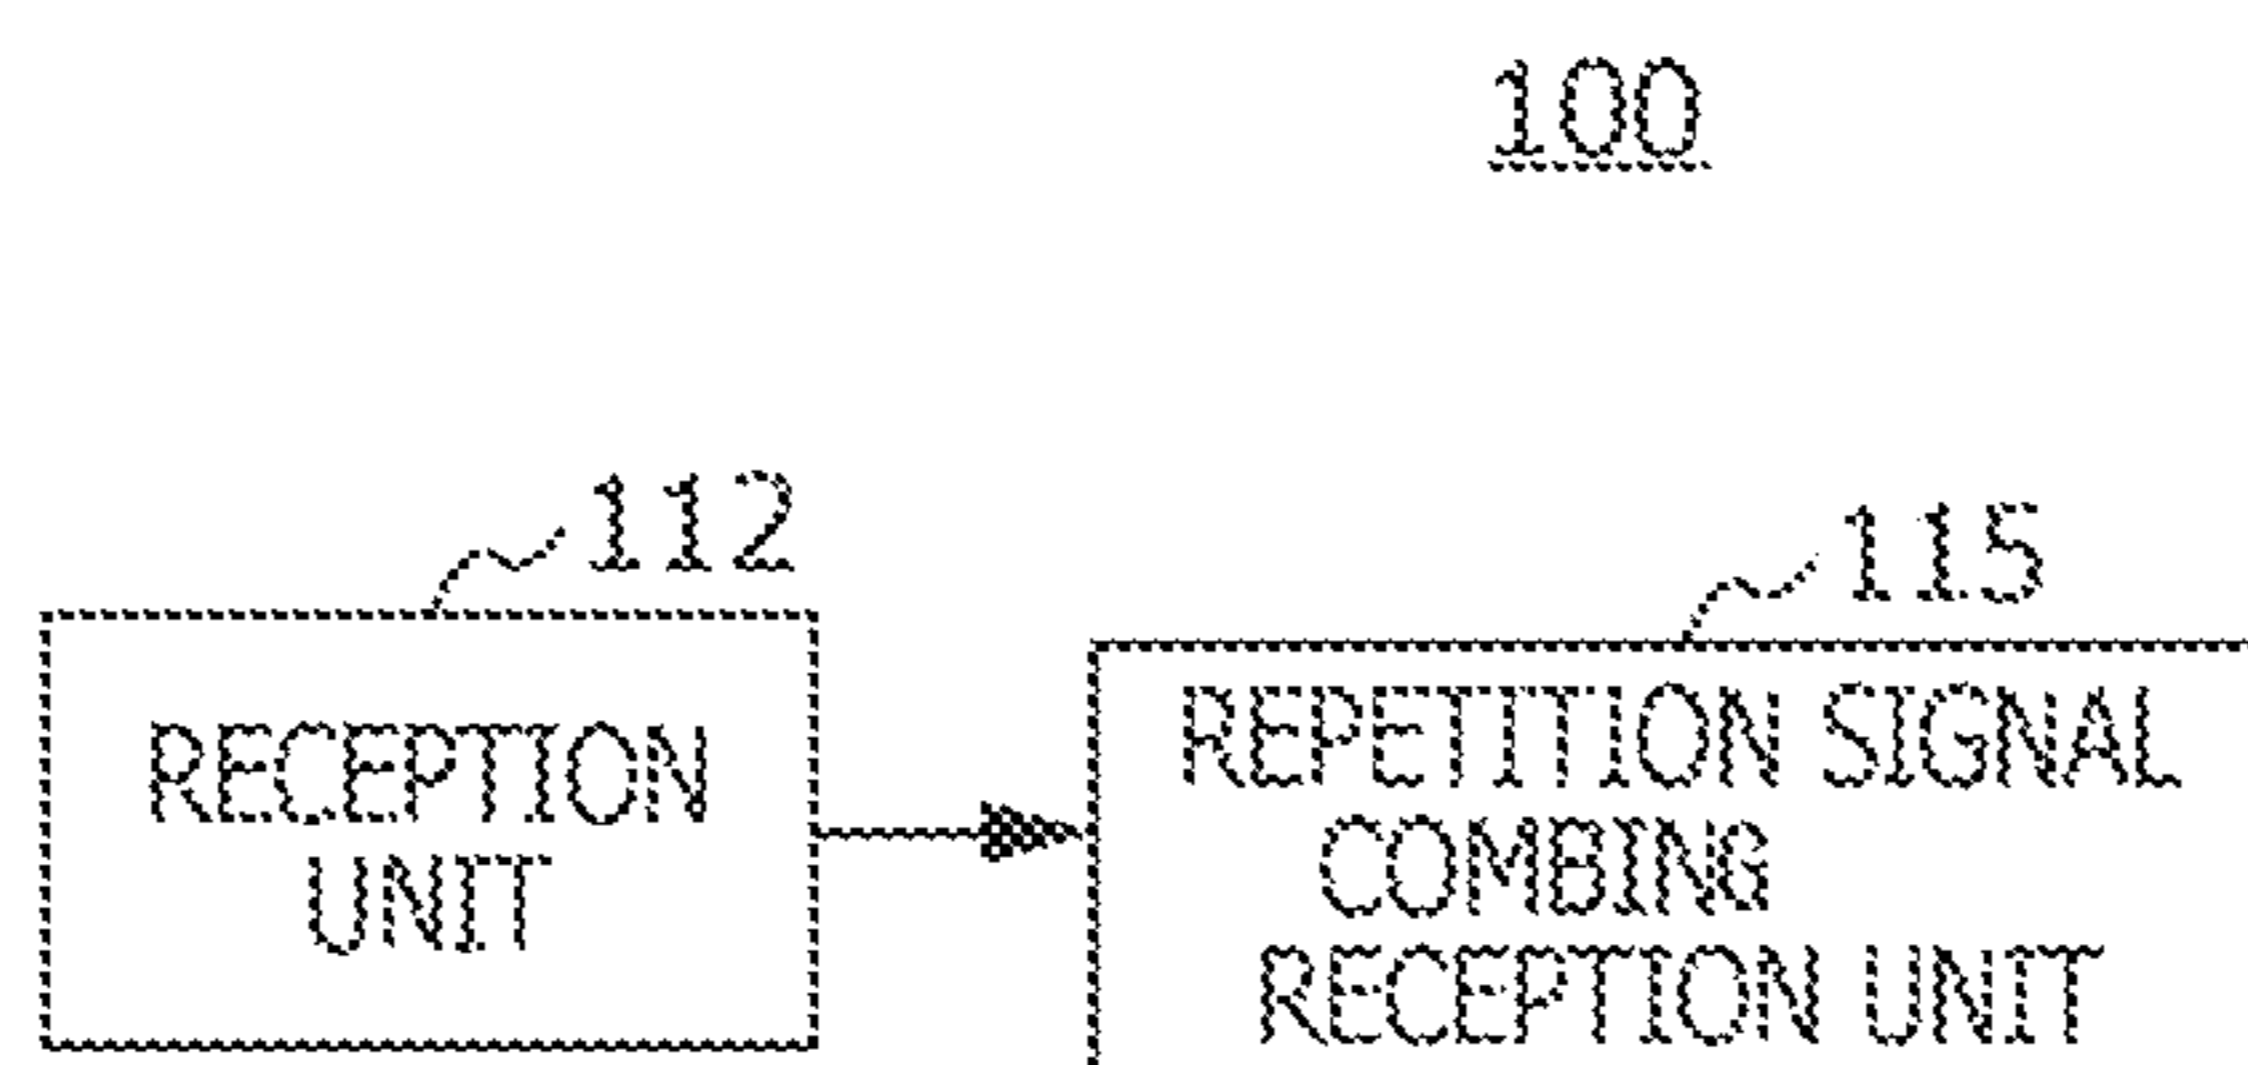 100
112
115
RECEPTION
UNIT
REPETITION SIGNAL
COMBING
RECEPTION UNIT